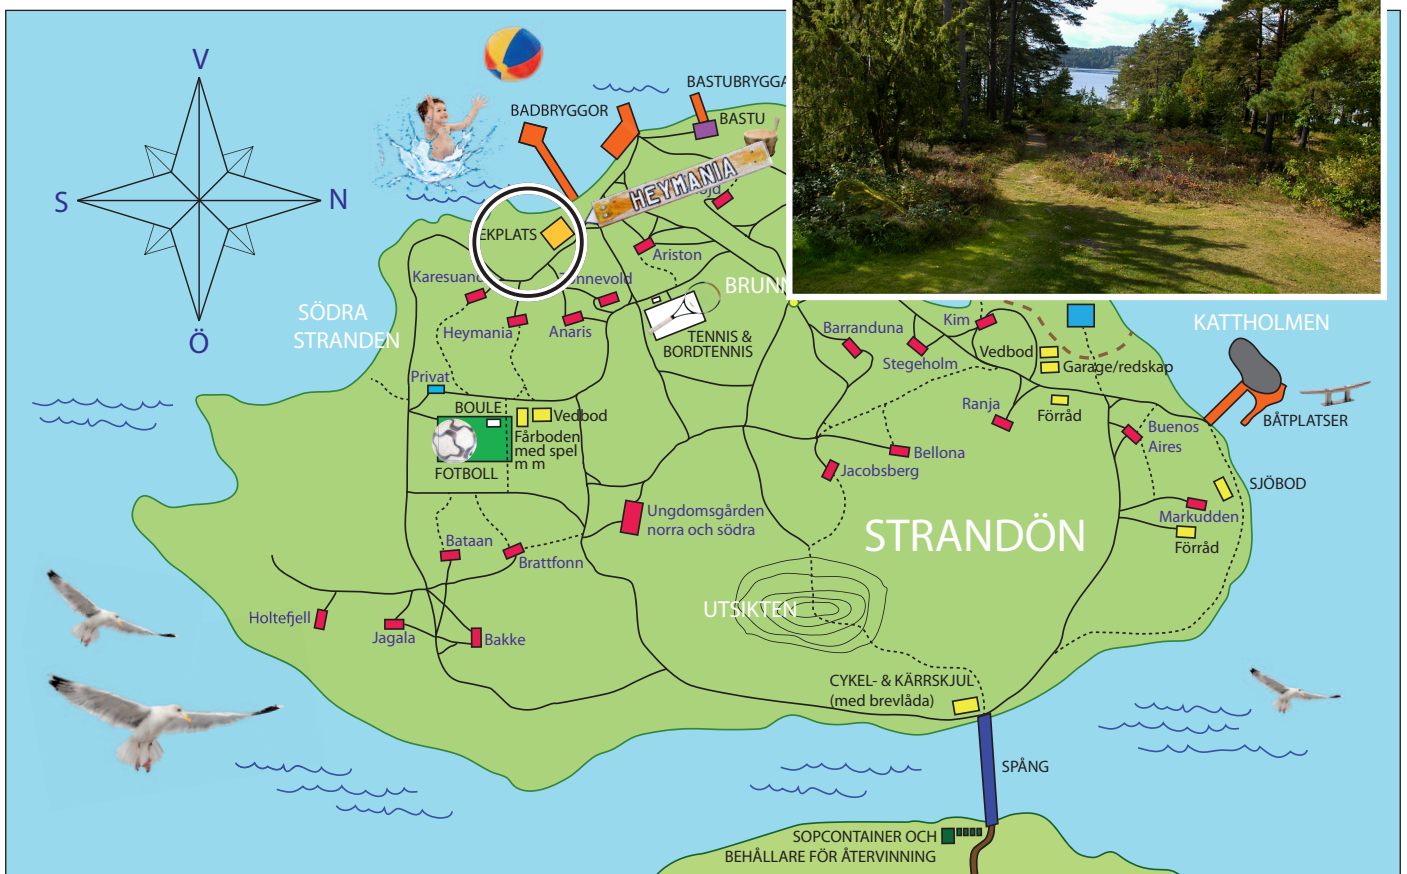 V
S
N
Ö
BADBRYGGOR
BASTUBRYGGA
BASTU
HEYMANIA
EKPLATS
Ariston
Karesuand
nnevold
BRUNN
SÖDRA
STRANDEN
Heymania
Anaris
TENNIS &
BORDTENNIS
Barranduna
Stegeholm
Kim
Vedbod
Garage/redskap
KATTHOLMEN
BÅTPLATSER
Privat
BOULE
Vedbod
Fårboden
med spel
m m
FOTBOLL
Ranja
Förråd
Buenos
Aires
Bellona
Jacobsberg
SJÖBOD
Markudden
Förråd
Ungdomsgården
norra och södra
STRANDÖN
Bataan
Brattfonn
UTSIKTEN
Holtefjell
Jagala
Bakke
CYKEL- & KÄRRSKJUL
(med brevlåda)
SPÅNG
SOPCONTAINER OCH
BEHÅLLARE FÖR ÅTERVINNING